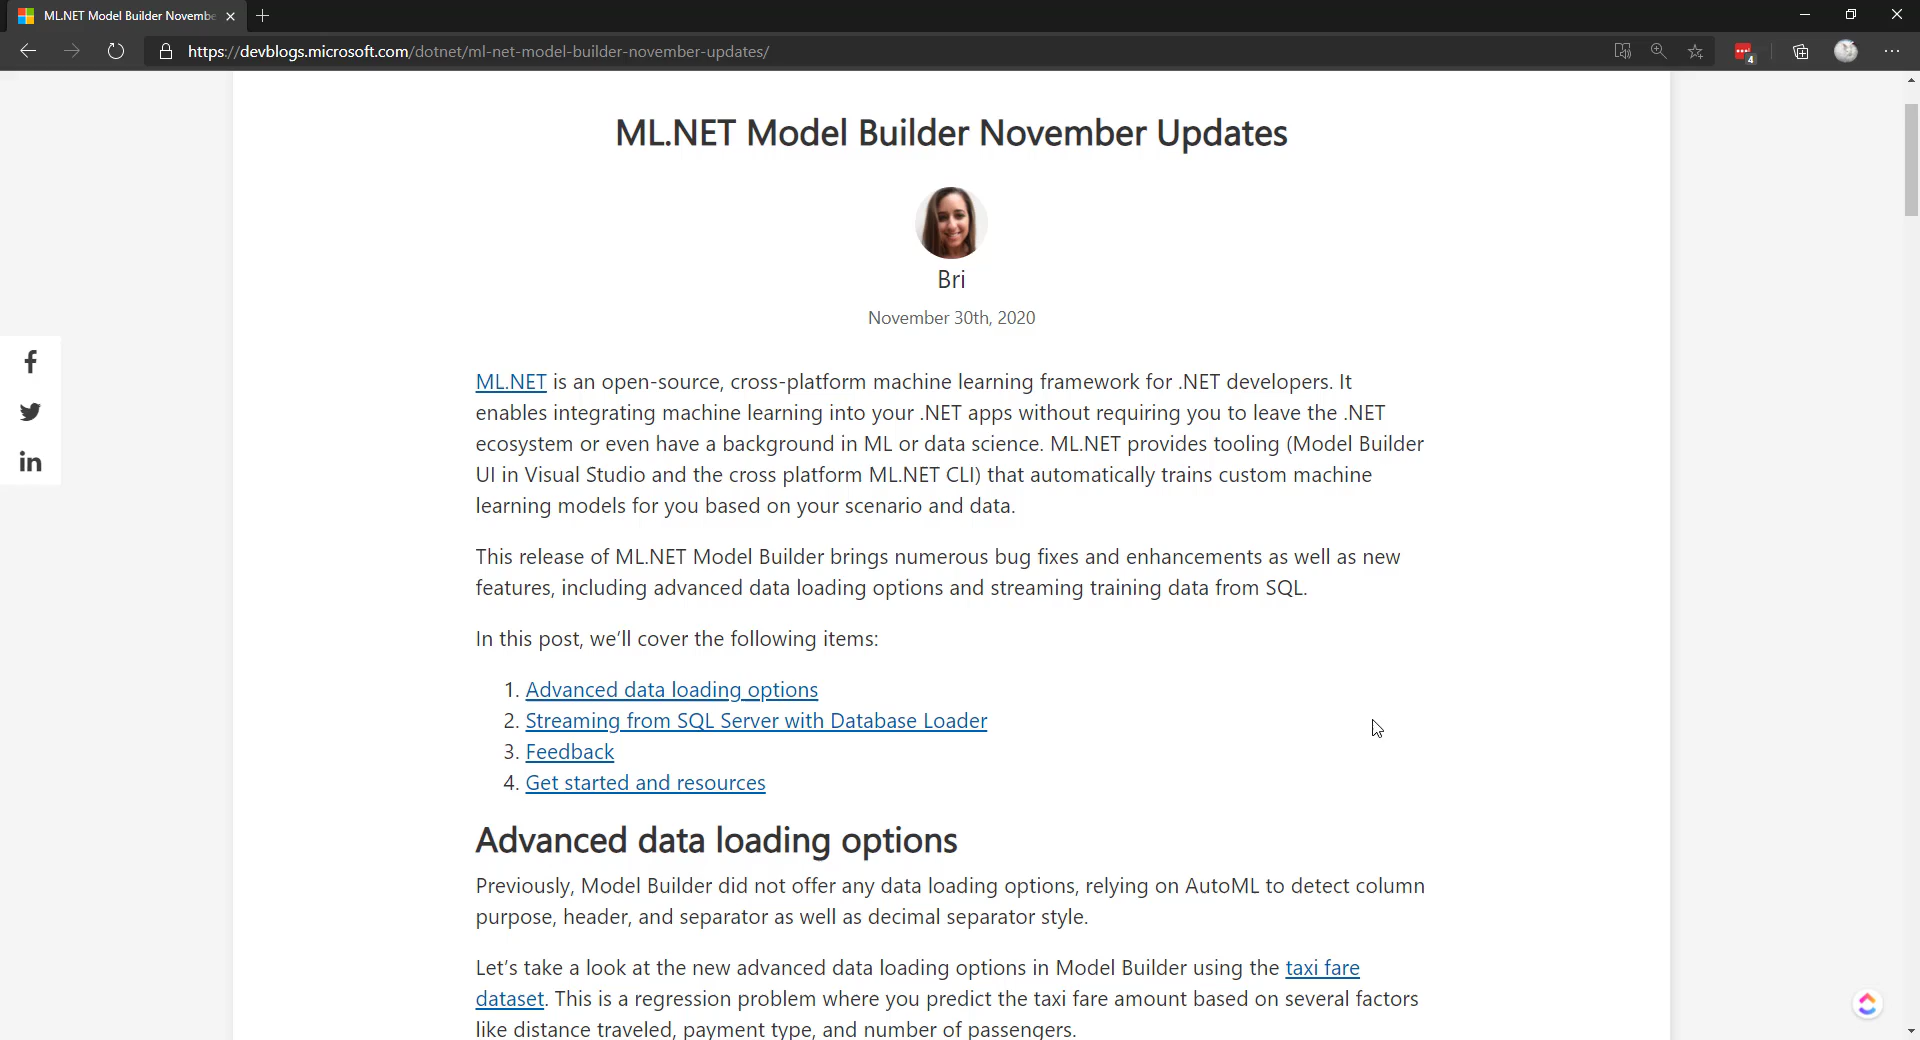 ML.NET Model Builder Novembe
https://devblogs.microsoft.com/dotnet/ml-net-model-builder-november-updates/
4
ML.NET Model Builder November Updates
Bri
November 30th, 2020
ML.NET is an open-source, cross-platform machine learning framework for .NET developers. It
enables integrating machine learning into your .NET apps without requiring you to leave the .NET
ecosystem or even have a background in ML or data science. ML.NET provides tooling (Model Builder
UI in Visual Studio and the cross platform ML.NET CLI) that automatically trains custom machine
learning models for you based on your scenario and data.
This release of ML.NET Model Builder brings numerous bug fixes and enhancements as well as new
features, including advanced data loading options and streaming training data from SQL.
In this post, we’ll cover the following items:
1. Advanced data loading options
2. Streaming from SQL Server with Database Loader
3. Feedback
4. Get started and resources
Advanced data loading options
Previously, Model Builder did not offer any data loading options, relying on AutoML to detect column
purpose, header, and separator as well as decimal separator style.
Let’s take a look at the new advanced data loading options in Model Builder using the taxi fare
dataset. This is a regression problem where you predict the taxi fare amount based on several factors
like distance traveled, payment type, and number of passengers.